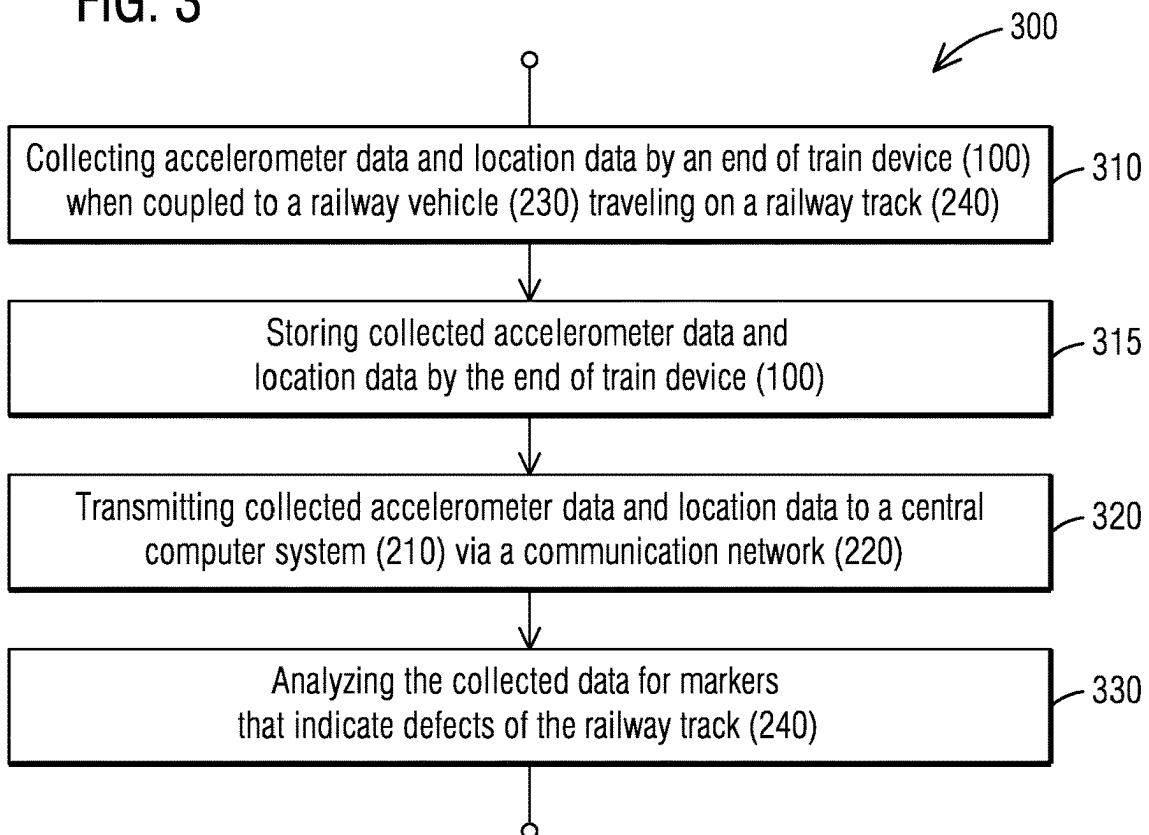 FIG. 3
300
Collecting accelerometer data and location data by an end of train device (100)
when coupled to a railway vehicle (230) traveling on a railway track (240)
310
Storing collected accelerometer data and
location data by the end of train device (100)
315
Transmitting collected accelerometer data and location data to a central
computer system (210) via a communication network (220)
320
Analyzing the collected data for markers
that indicate defects of the railway track (240)
330